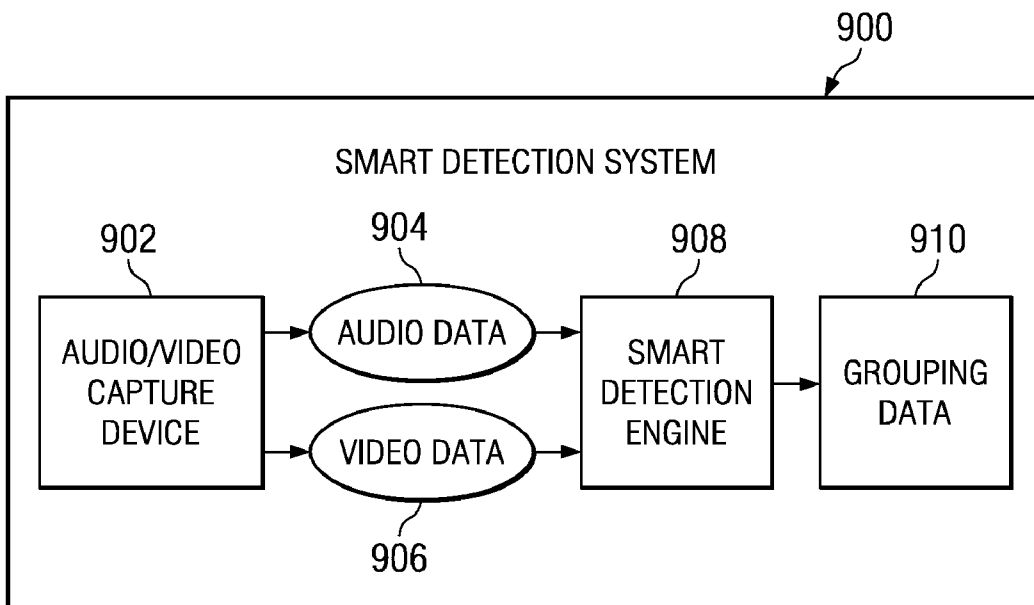 900
SMART DETECTION SYSTEM
902
904
908
910
AUDIO/VIDEO
CAPTURE
DEVICE
AUDIO DATA
VIDEO DATA
SMART
DETECTION
ENGINE
GROUPING
DATA
906